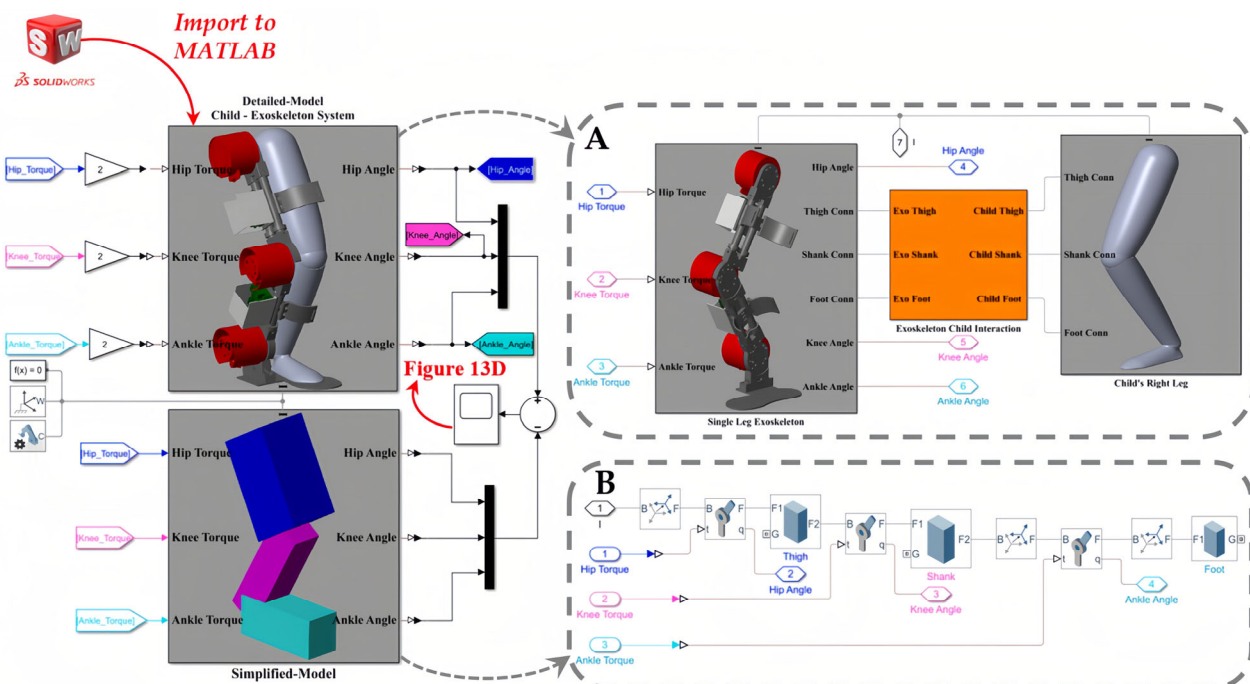 Import to
MATLAB
SW
3S SOLIDWORKS
Detailed-Model
Child - Exoskeleton System
[Hip_Torque]
2
Hip Torque
Hip Angle
[Hip_Angle]
[Knee_Angle]
[Knee_Torque]
2
Knee Torque
Knee Angle
[Ankle_Torque]
2
Ankle Torque
Ankle Angle
[Ankle_Angle]
f(x) = 0
W
C
Figure 13D
+
−
[Hip_Torque]
Hip Torque
Hip Angle
[Knee_Torque]
Knee Torque
Knee Angle
[Ankle_Torque]
Ankle Torque
Ankle Angle
Simplified-Model
A
7
I
1
Hip Torque
Hip Torque
Hip Angle
Hip Angle
4
Thigh Conn
Exo Thigh
Child Thigh
Thigh Conn
Shank Conn
Exo Shank
Child Shank
Shank Conn
2
Knee Torque
Knee Torque
Foot Conn
Exo Foot
Child Foot
Foot Conn
Exoskeleton Child Interaction
Knee Angle
5
Knee Angle
3
Ankle Torque
Ankle Torque
Ankle Angle
6
Ankle Angle
Single Leg Exoskeleton
Child's Right Leg
B
1
I
B F
B F
t q
F1
F2
G
Thigh
B F
t q
F1
F2
G
Shank
B F
B F
t q
B F
F1
G
Foot
1
Hip Torque
2
Hip Angle
2
Knee Torque
3
Knee Angle
4
Ankle Angle
3
Ankle Torque